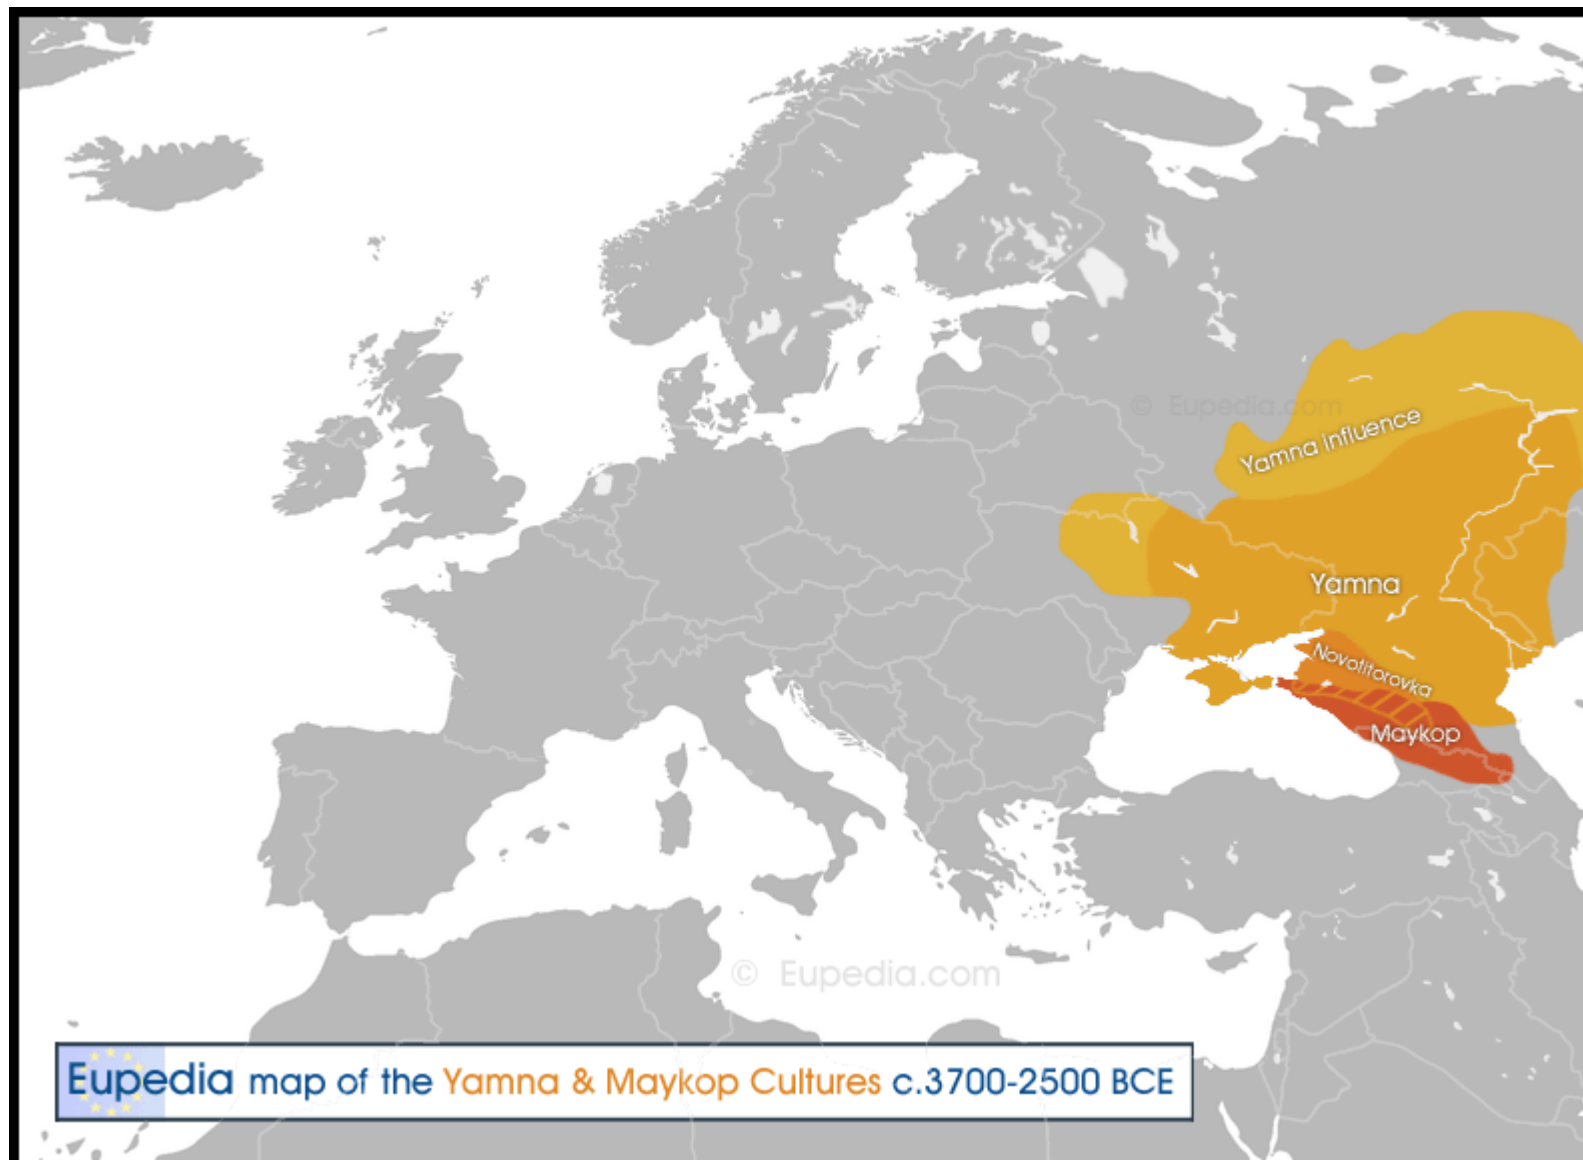 © Eupedia.com
Yamna influence
Yamna
Novotitorovka
Maykop
© Eupedia.com
Eupedia map of the Yamna & Maykop Cultures c.3700-2500 BCE